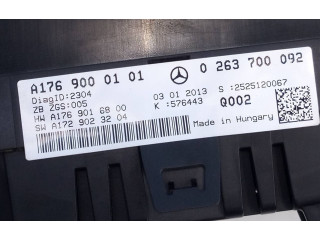 A176 900 01 01 0 263 700 092
DiagID:2304 03 01 2013 S :2525120067
ZB ZGS:005 K :576443 Q002
HW A176 901 68 00
SW A172 902 32 04 Made in Hungary